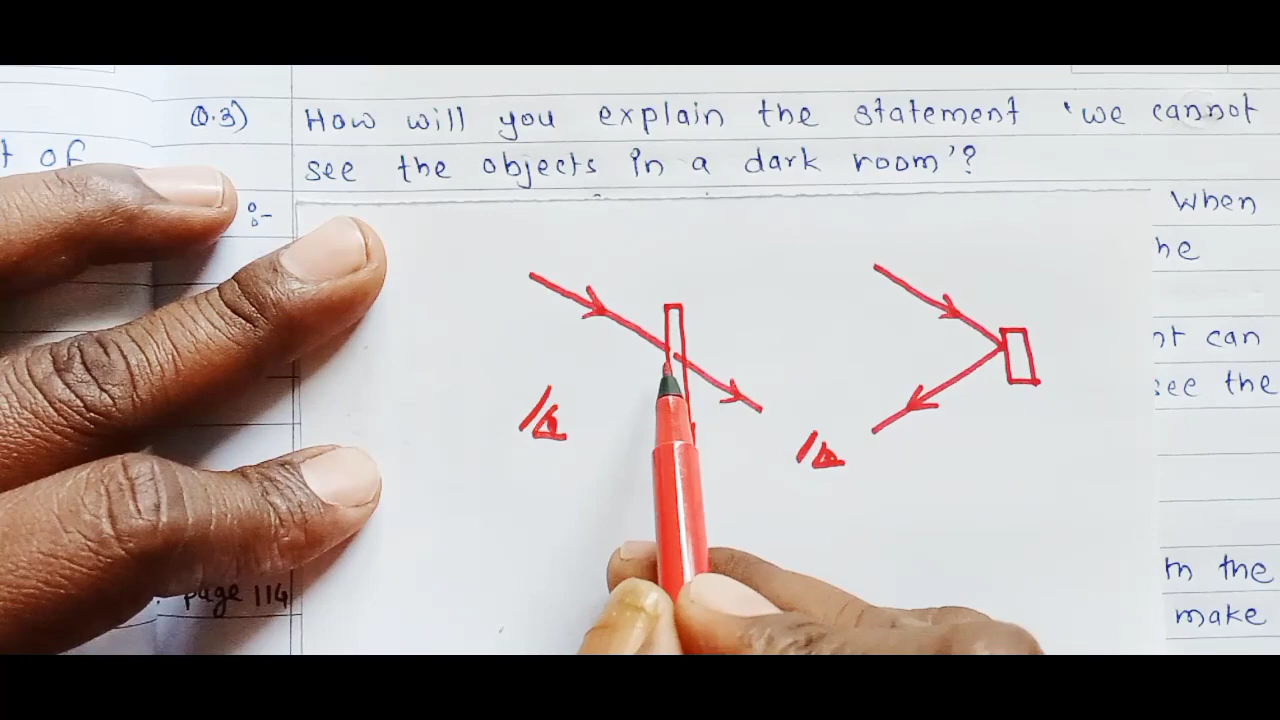 Q.3) How will you explain the statement 'we cannot
t of
see the objects in a dark room'?
:- When
he
nt can
see the
page 114
m the
make